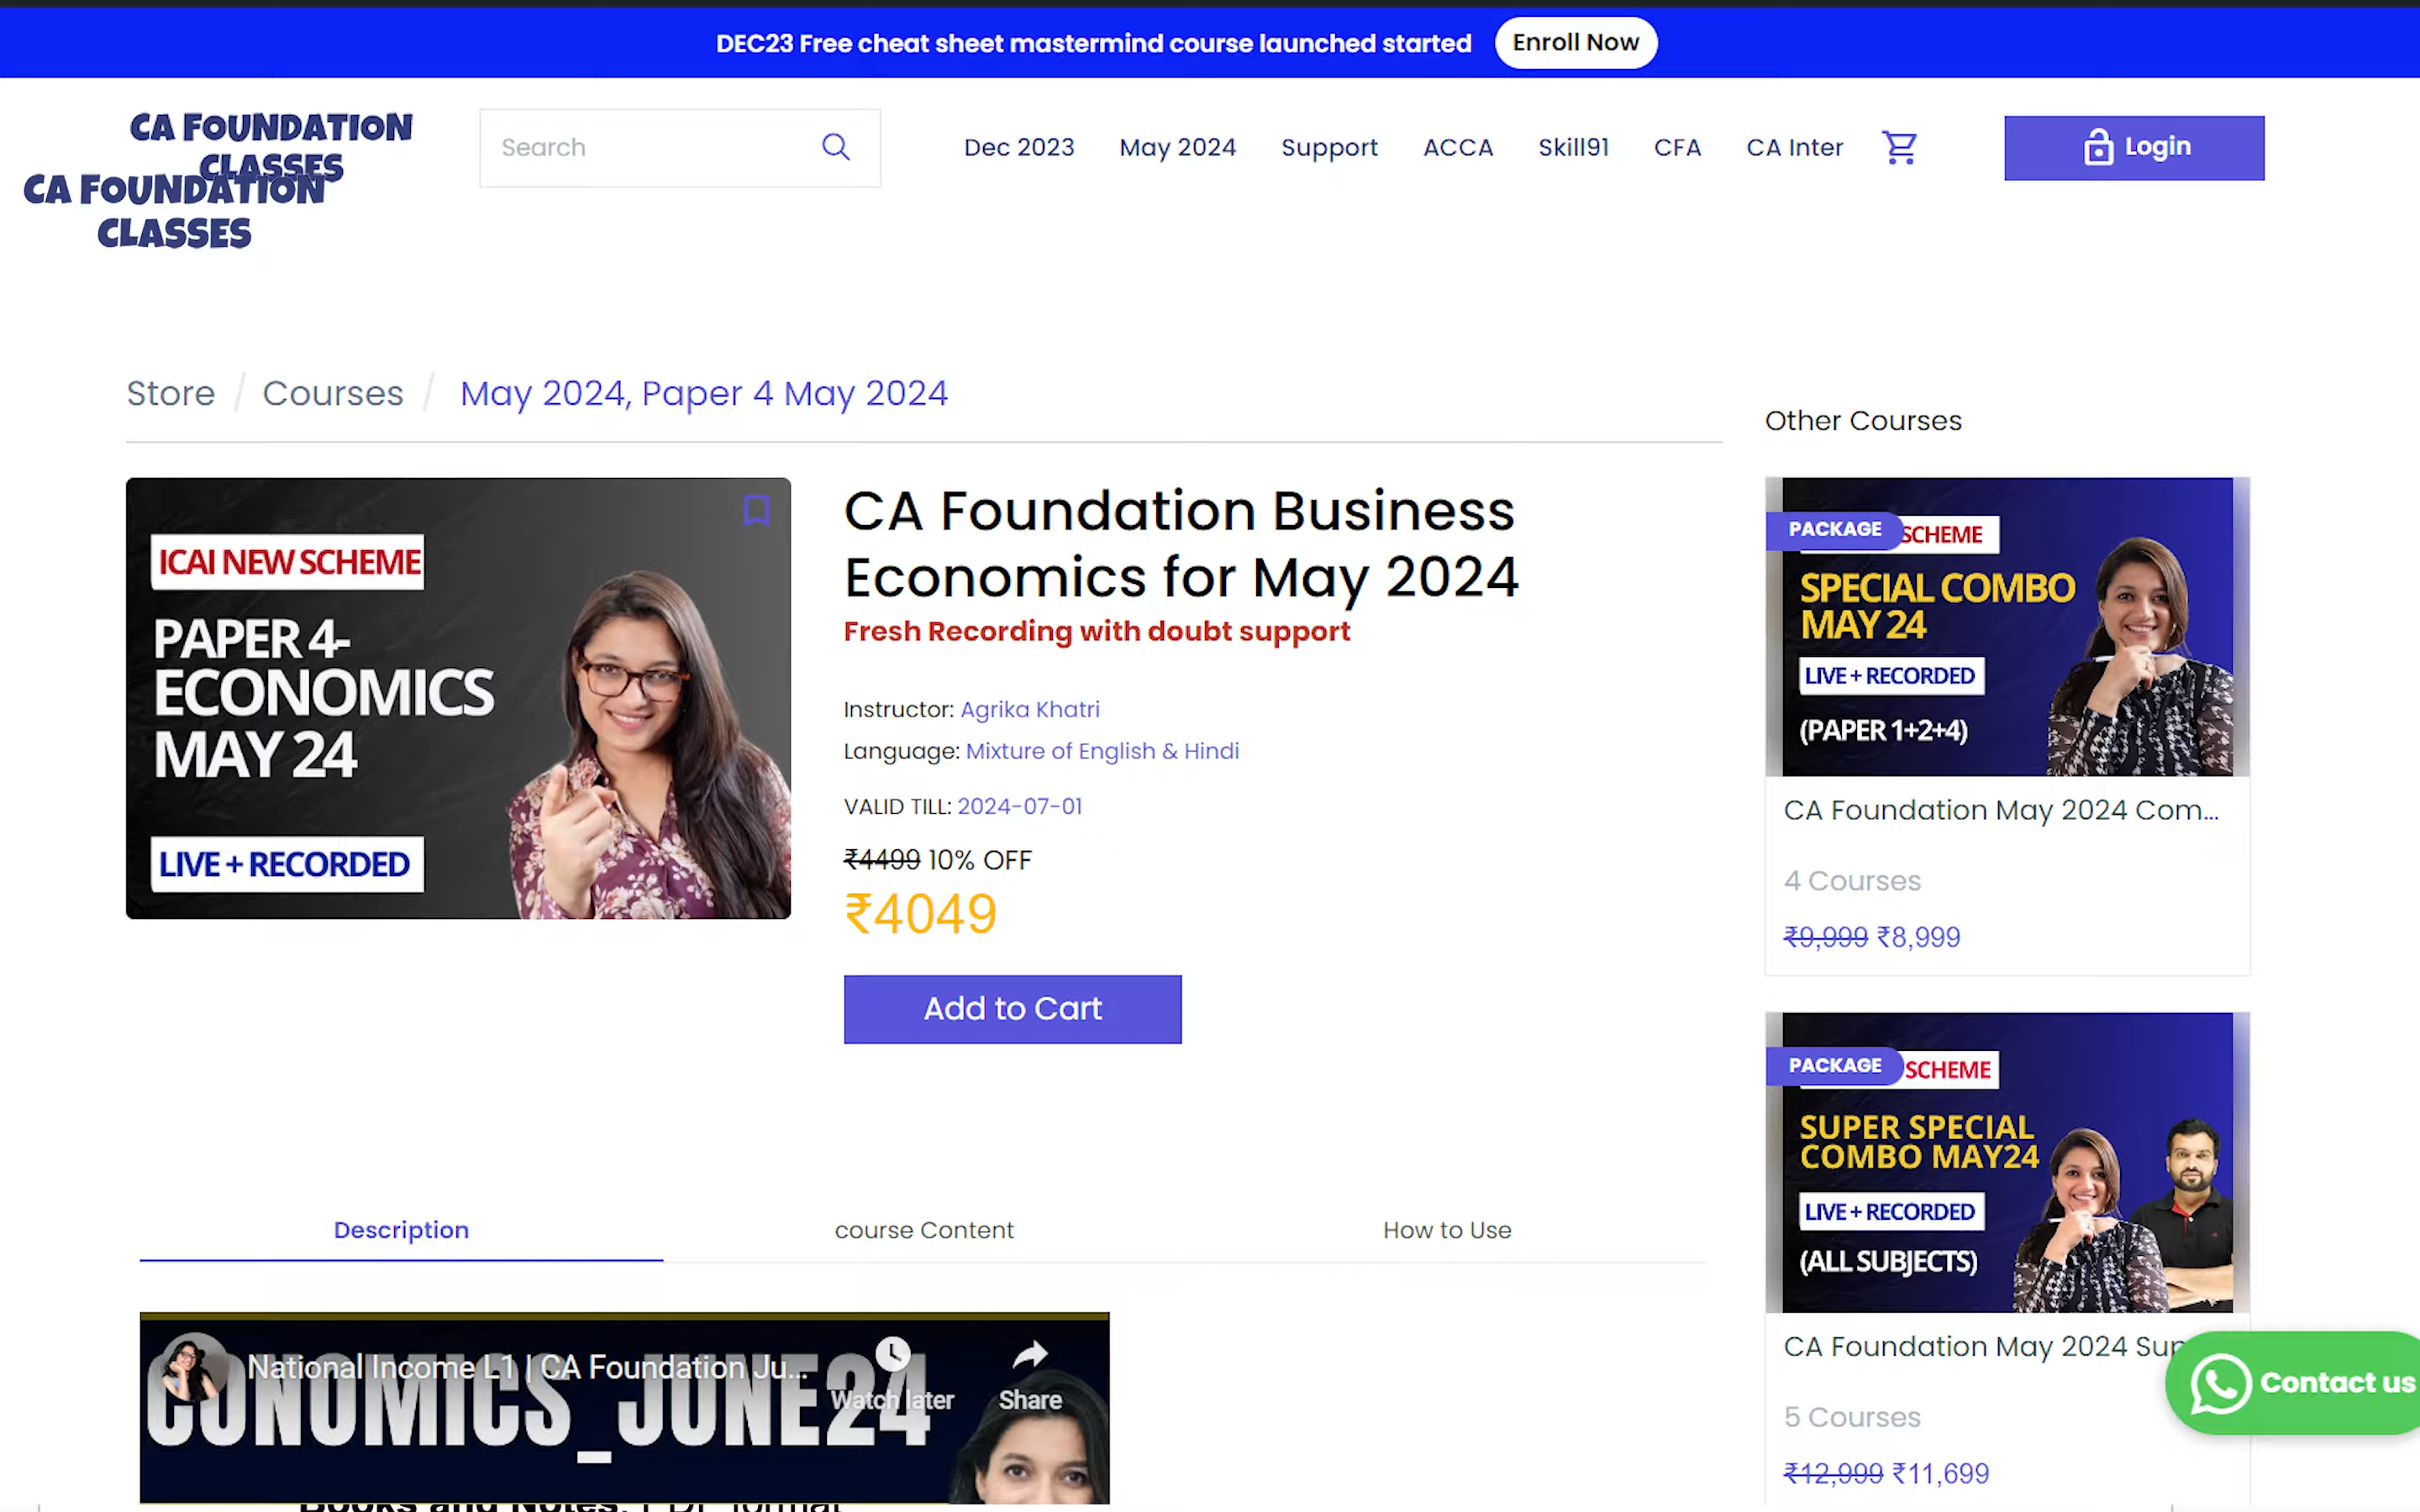 DEC23 Free cheat sheet mastermind course launched started
Enroll Now
CA FOUNDATION
CLASSES
CA FOUNDATION
CLASSES
Search
Dec 2023
May 2024
Support
ACCA
Skill91
CFA
CA Inter
Login
Store / Courses / May 2024, Paper 4 May 2024
ICAI NEW SCHEME
PAPER 4-
ECONOMICS
MAY 24
LIVE + RECORDED
CA Foundation Business
Economics for May 2024
Fresh Recording with doubt support
Instructor: Agrika Khatri
Language: Mixture of English & Hindi
VALID TILL: 2024-07-01
₹4499 10% OFF
₹4049
Add to Cart
Other Courses
PACKAGE
SCHEME
SPECIAL COMBO
MAY 24
LIVE + RECORDED
(PAPER 1+2+4)
CA Foundation May 2024 Com...
4 Courses
₹9,999 ₹8,999
PACKAGE
SCHEME
SUPER SPECIAL
COMBO MAY24
LIVE + RECORDED
(ALL SUBJECTS)
CA Foundation May 2024 Sup
5 Courses
₹12,999 ₹11,699
Contact us
Description
course Content
How to Use
National Income L1 | CA Foundation Ju...
Watch later
Share
CONOMICS_JUNE24
Books and Notes: PDF format